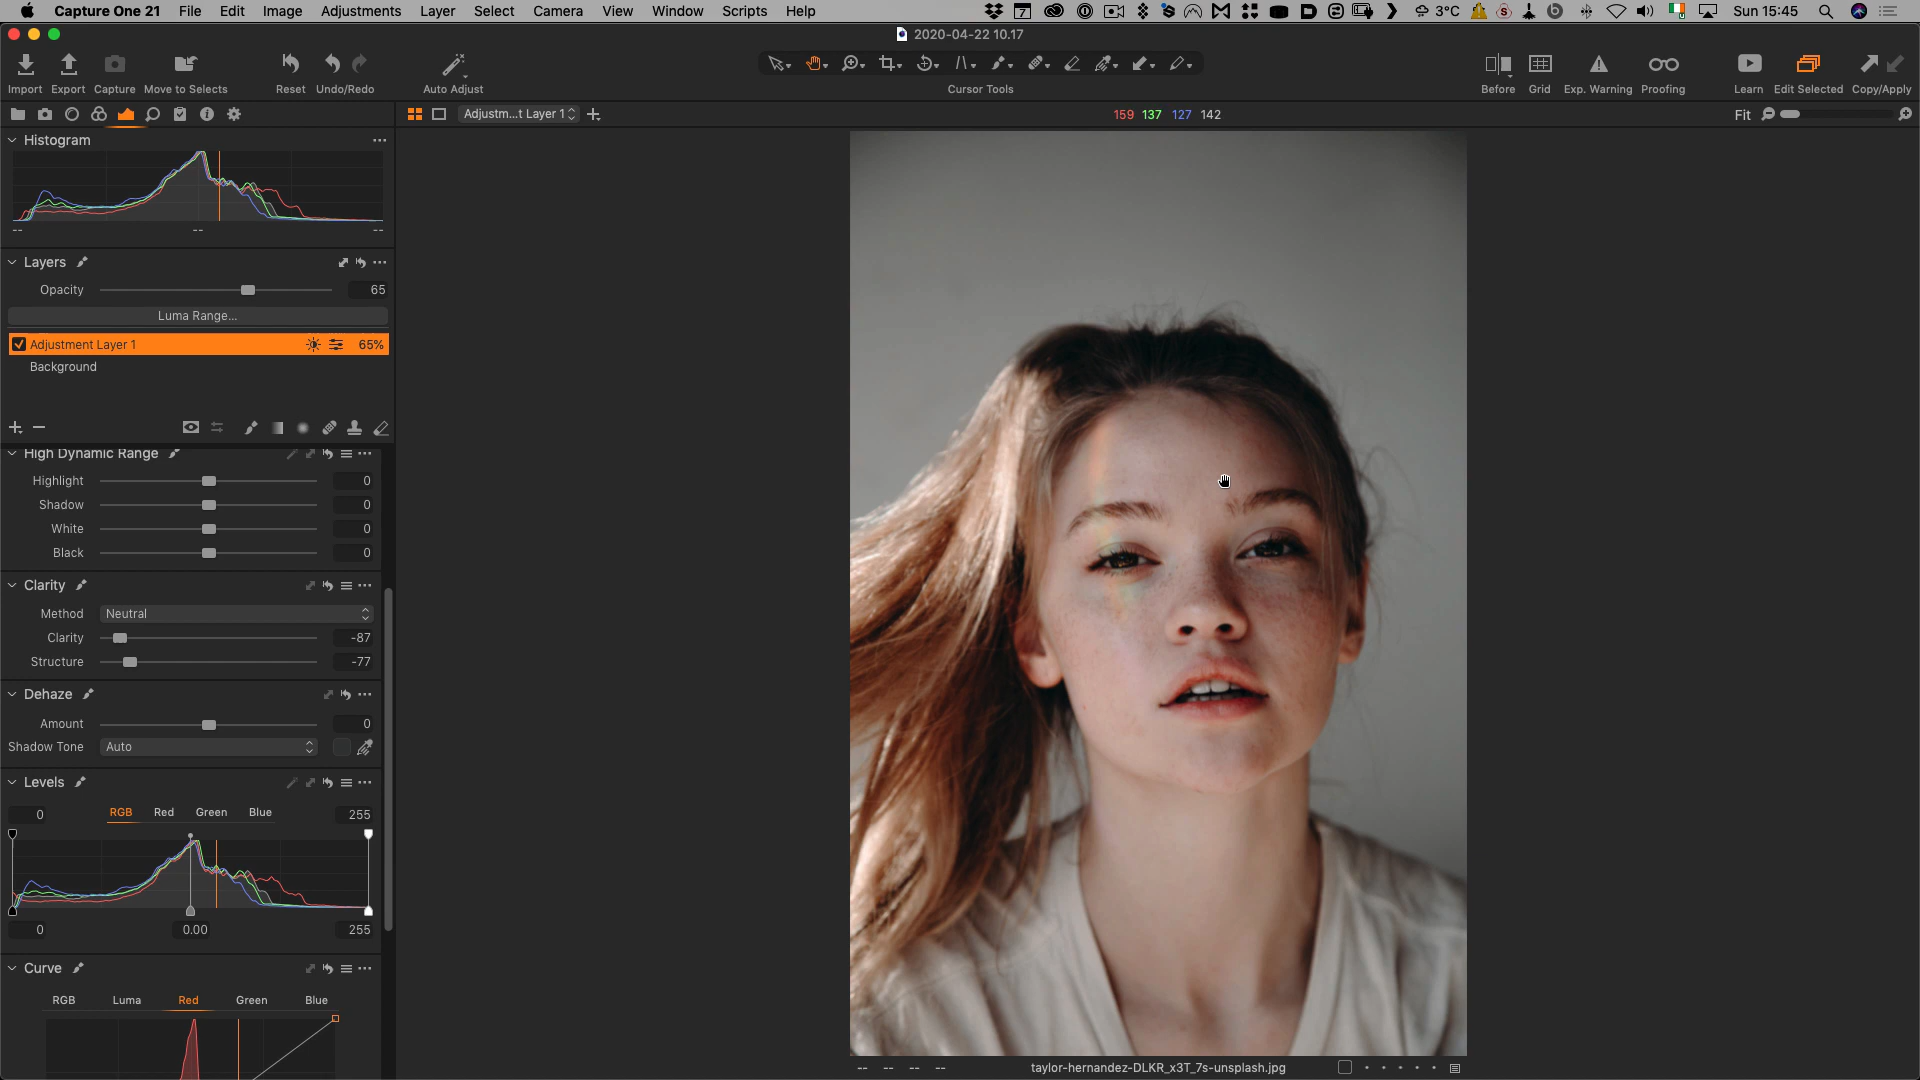 Capture One 21 File Edit Image Adjustments Layer Select Camera View Window Scripts Help 7 3°C Sun 15:45
2020-04-22 10.17
Import Export Capture Move to Selects Reset Undo/Redo Auto Adjust Cursor Tools Before Grid Exp. Warning Proofing Learn Edit Selected Copy/Apply
Adjustm...t Layer 1 159 137 127 142 Fit
Histogram
-- -- --
Layers
Opacity 65
Luma Range...
Adjustment Layer 1 65%
Background
High Dynamic Range
Highlight 0
Shadow 0
White 0
Black 0
Clarity
Method Neutral
Clarity -87
Structure -77
Dehaze
Amount 0
Shadow Tone Auto
Levels
0 RGB Red Green Blue 255
0 0.00 255
Curve
RGB Luma Red Green Blue
-- -- -- -- taylor-hernandez-DLKR_x3T_7s-unsplash.jpg